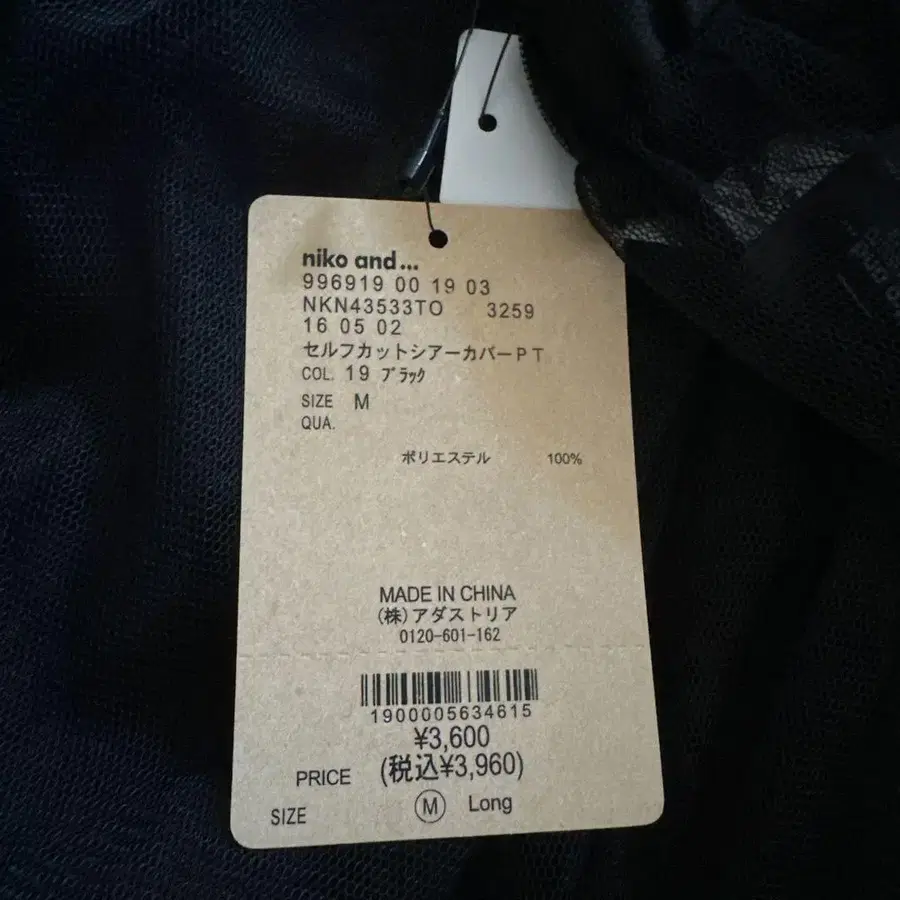 niko and...
996919 00 19 03
NKN43533TO 3259
16 05 02
セルフカットシアーカバーPT
COL. 19 ブラック
SIZE M
QUA.
ポリエステル 100%
MADE IN CHINA
(株)アダストリア
0120-601-162
1900005634615
¥3,600
(税込¥3,960)
PRICE
SIZE M Long